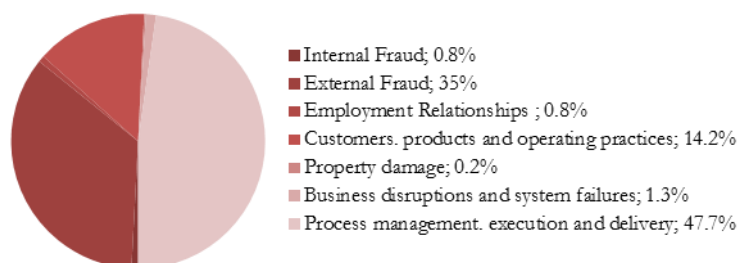 Internal Fraud; 0.8%
External Fraud; 35%
Employment Relationships ; 0.8%
Customers. products and operating practices; 14.2%
Property damage; 0.2%
Business disruptions and system failures; 1.3%
Process management. execution and delivery; 47.7%